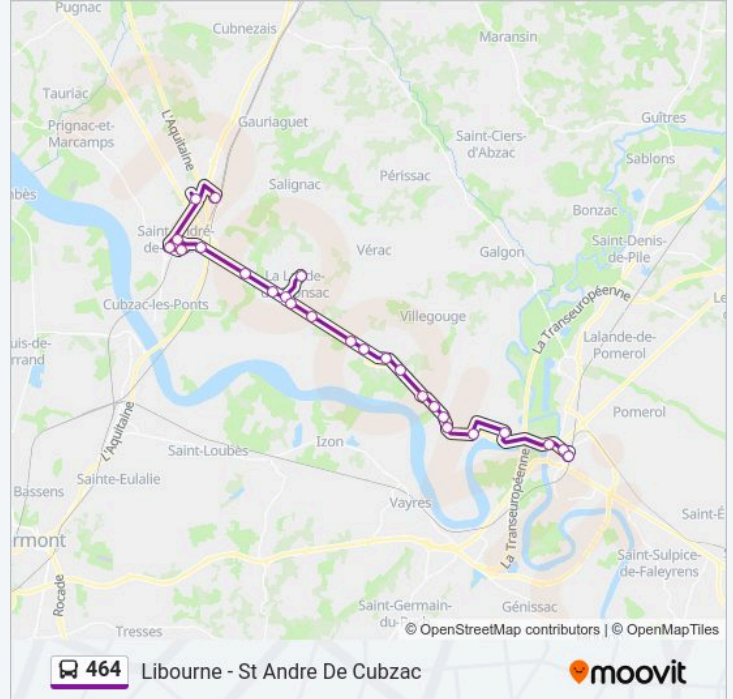 Pugnac
Cubnezais
Maransin
Tauriac
L'Aquitaine
Guîtres
Prignac-et-
Marcamps
Gauriaguet
Saint-Ciers-
d'Abzac
Sablons
Périssac
Salignac
Bonzac
Saint-André-
de-
Vérac
Galgon
Saint-Denis-
de-Pile
La Transeuropéenne
Cubzac-les-Ponts
Villegouge
Lalande-de-
Pomerol
L'Aquitaine
Pomerol
Izon
Saint-Loubès
La Transeuropéenne
Sainte-Eulalie
Bassens
Vayres
Saint-É
rmont
Saint-Sulpice-
de-Faleyrens
Rocade
Saint-Germain-
Génissac
Tresses
© OpenStreetMap contributors | © OpenMapTiles
464 Libourne - St Andre De Cubzac
moovit